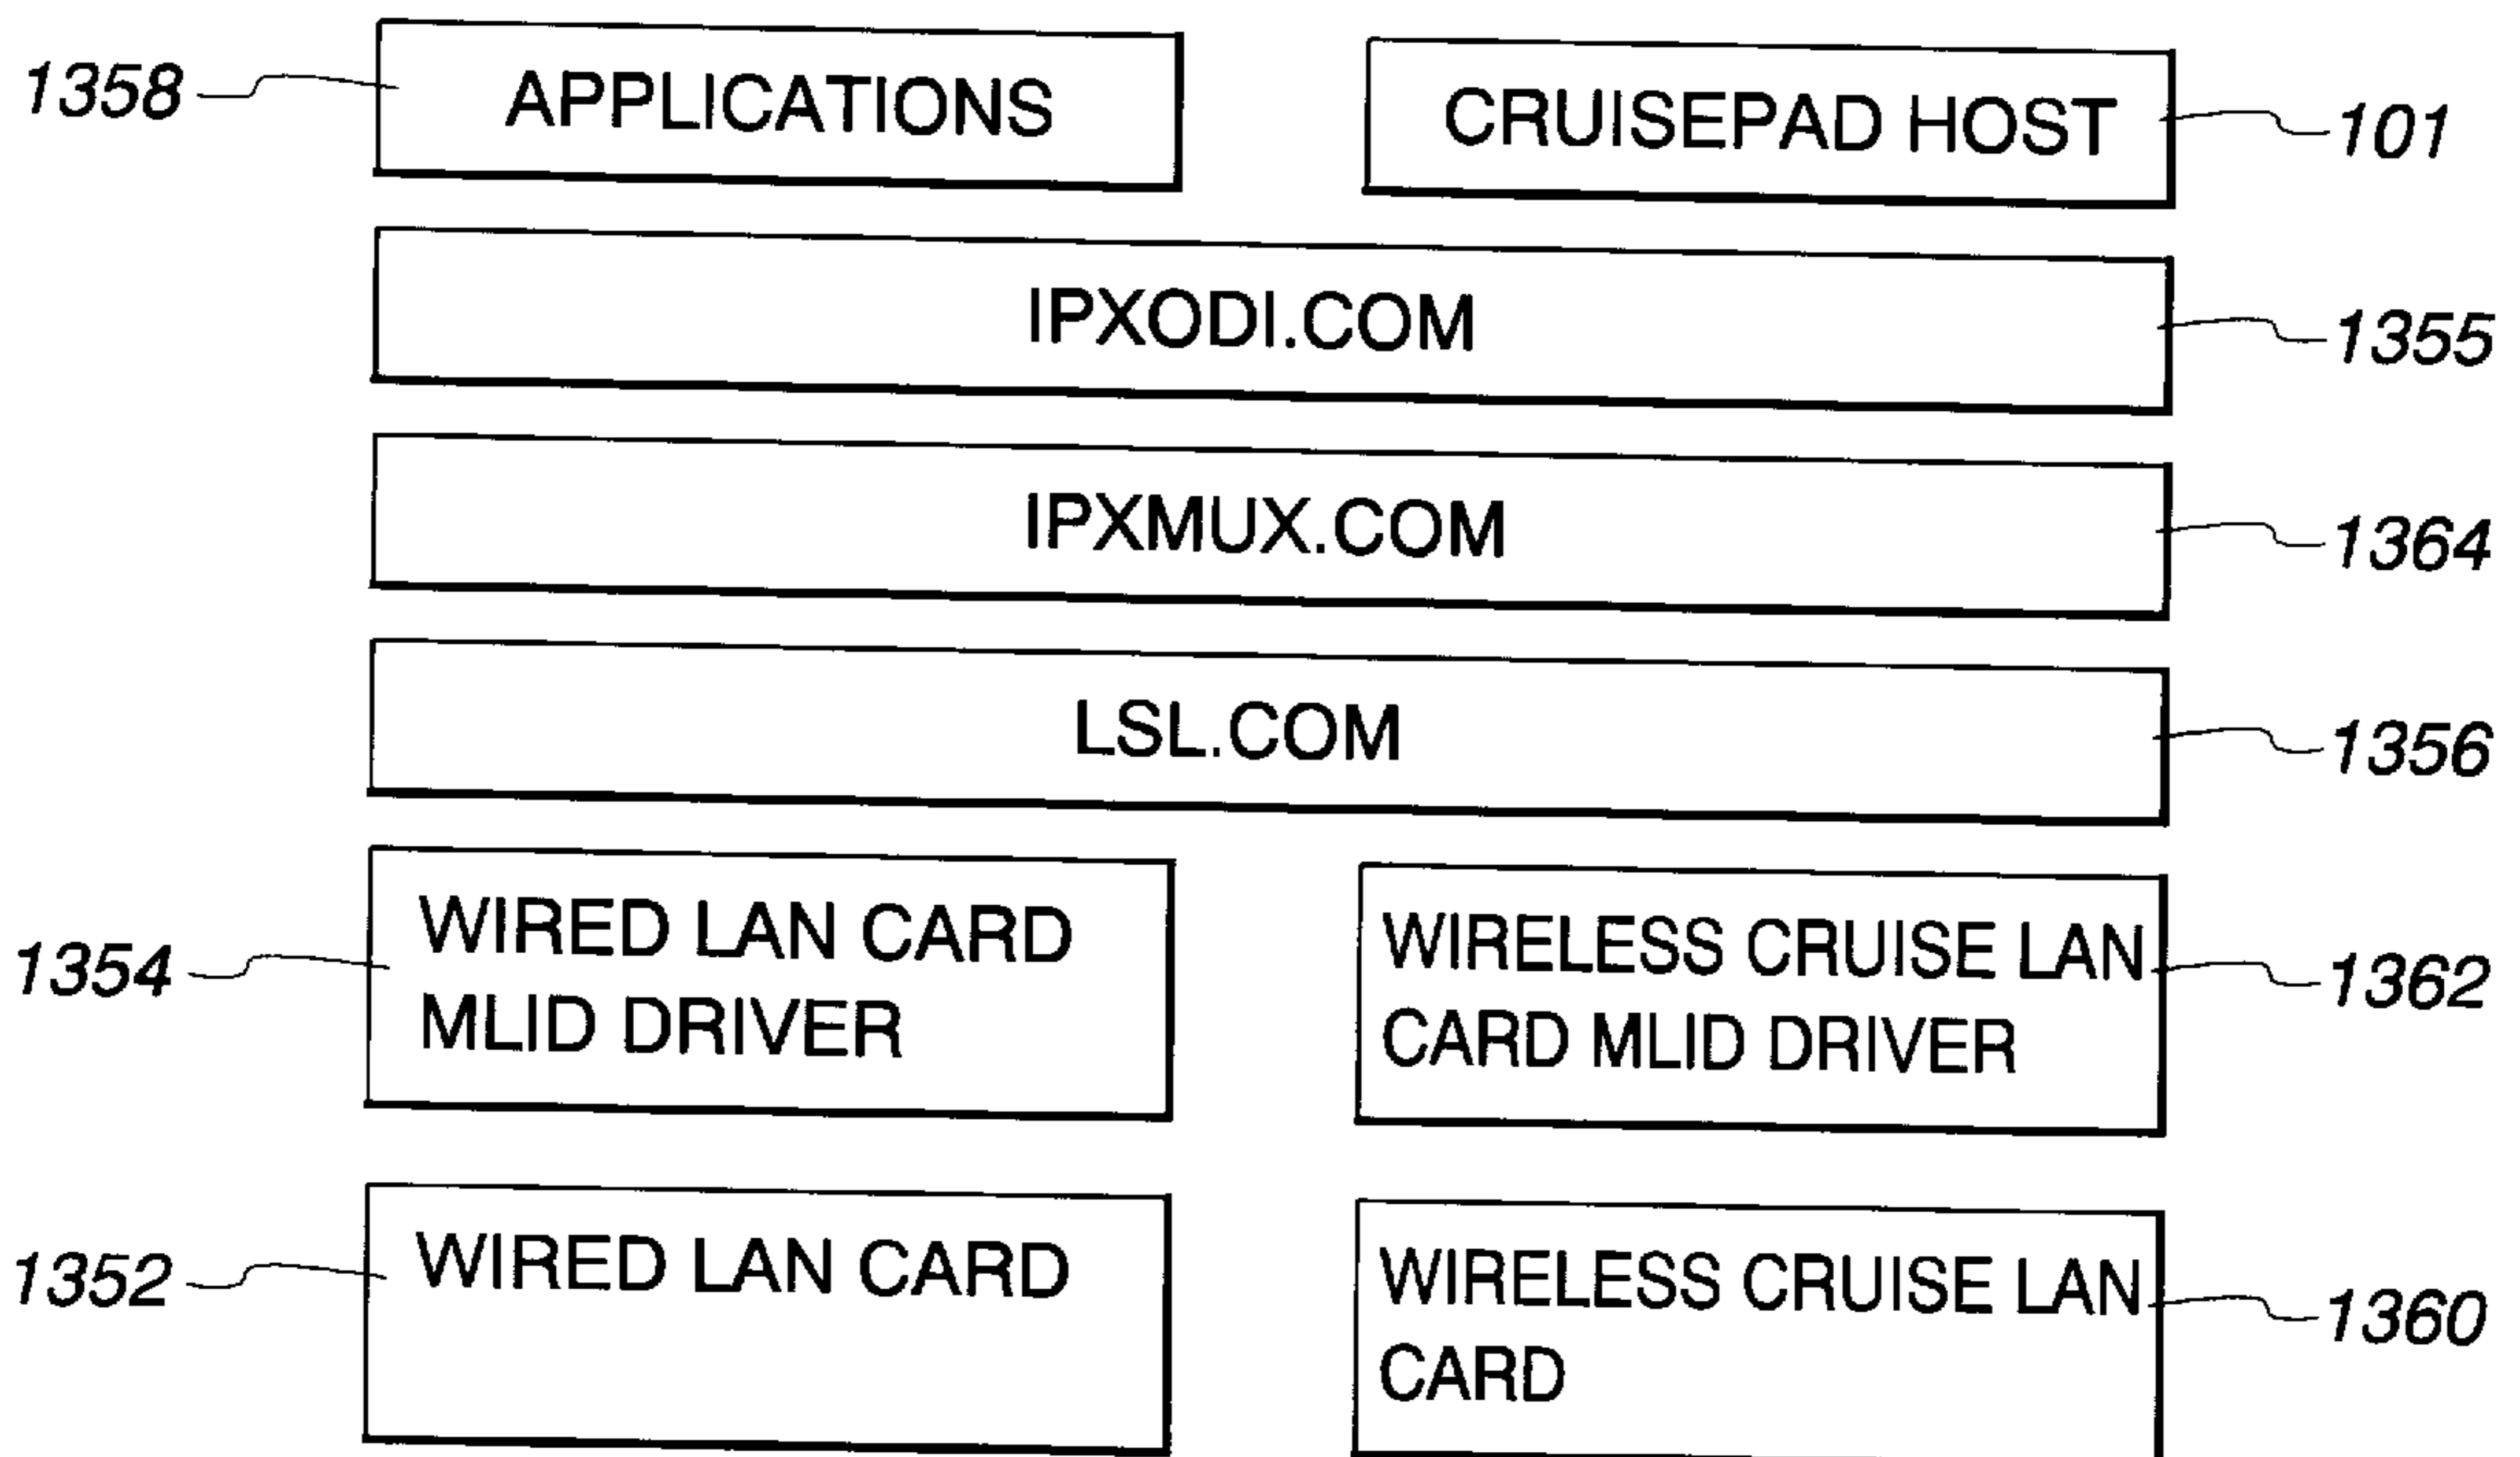 1358
APPLICATIONS
CRUISEPAD HOST
101
IPXODI.COM
1355
IPXMUX.COM
1364
LSL.COM
1356
1354
WIRED LAN CARD
MLID DRIVER
WIRELESS CRUISE LAN
CARD MLID DRIVER
1362
1352
WIRED LAN CARD
WIRELESS CRUISE LAN
CARD
1360